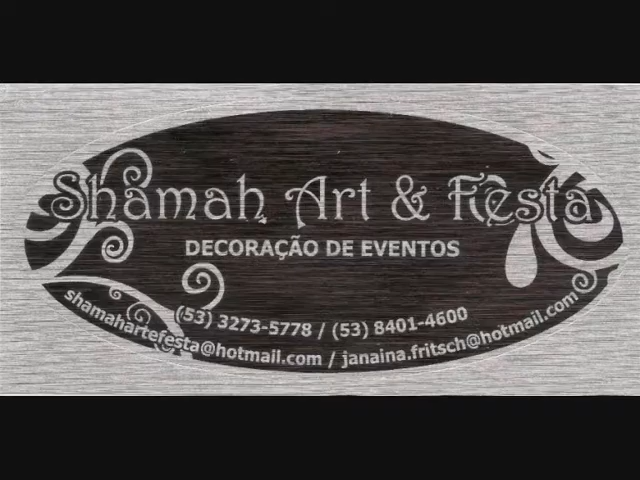 Shamah Art & Festa
DECORAÇÃO DE EVENTOS
(53) 3273-5778 / (53) 8401-4600
shamahartefesta@hotmail.com / janaina.fritsch@hotmail.com